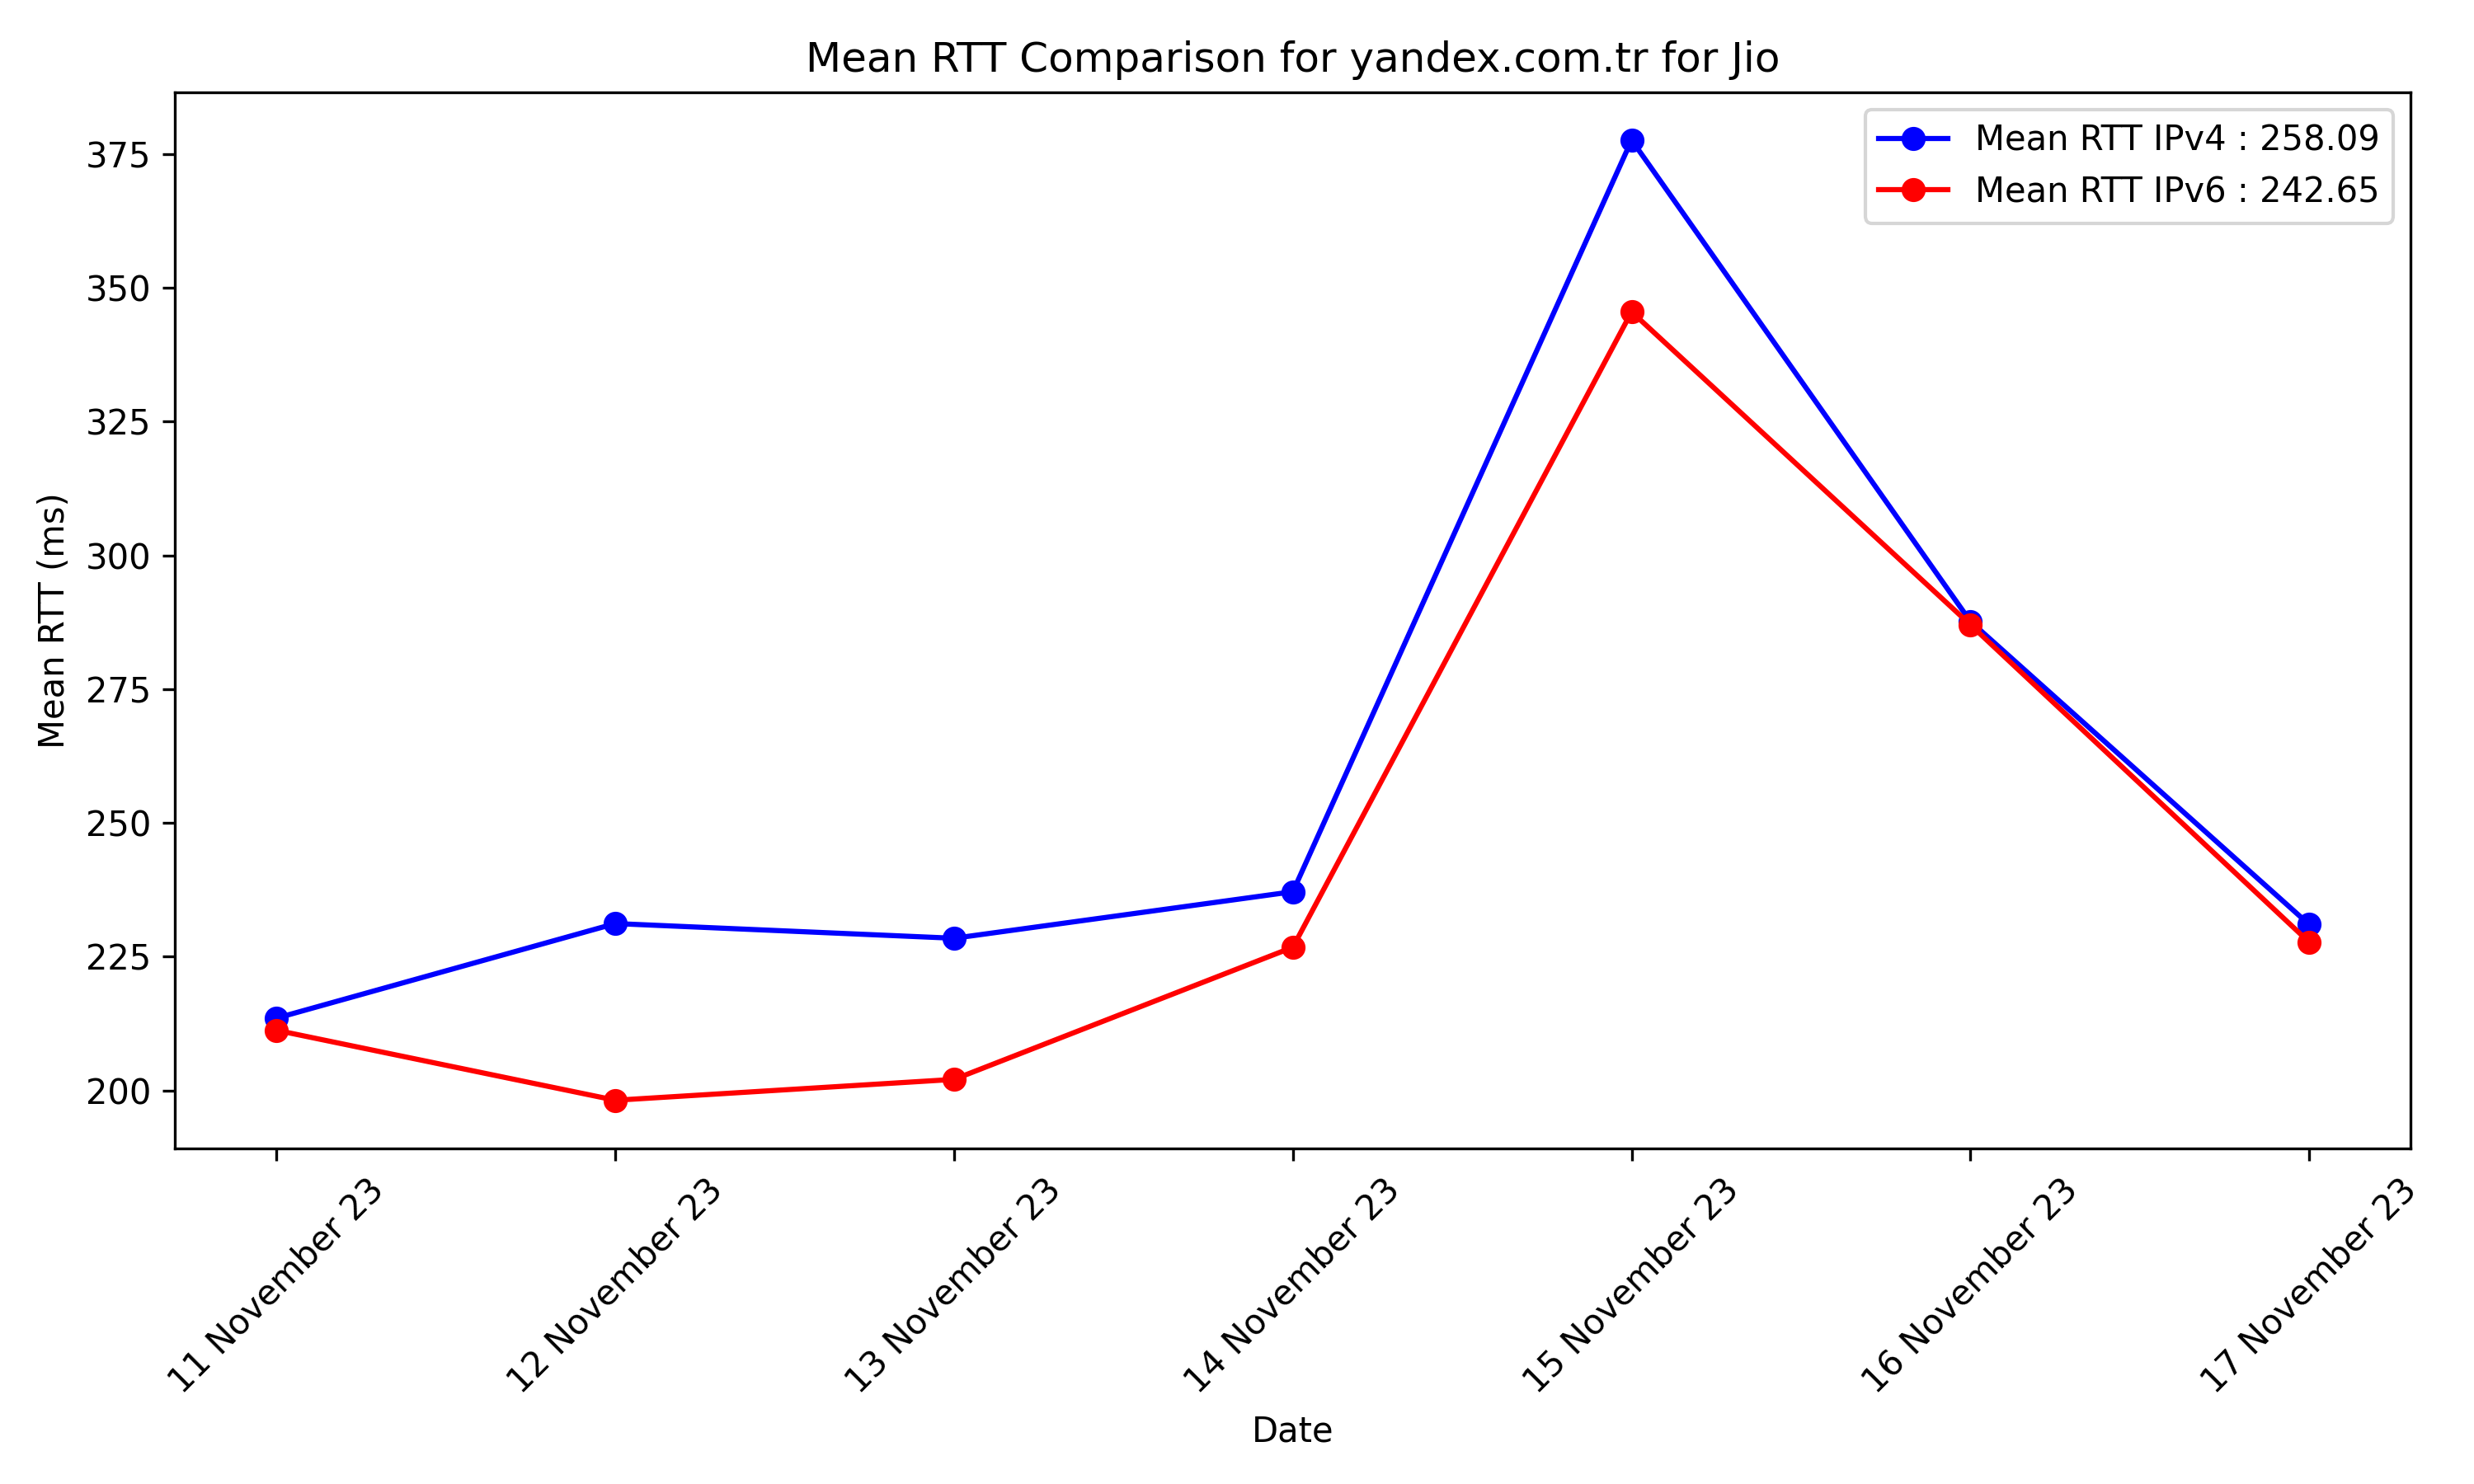 Mean RTT Comparison for yandex.com.tr for Jio
Mean RTT IPv4 : 258.09
Mean RTT IPv6 : 242.65
Mean RTT (ms)
375
350
325
300
275
250
225
200
11 November 23
12 November 23
13 November 23
14 November 23
15 November 23
16 November 23
17 November 23
Date